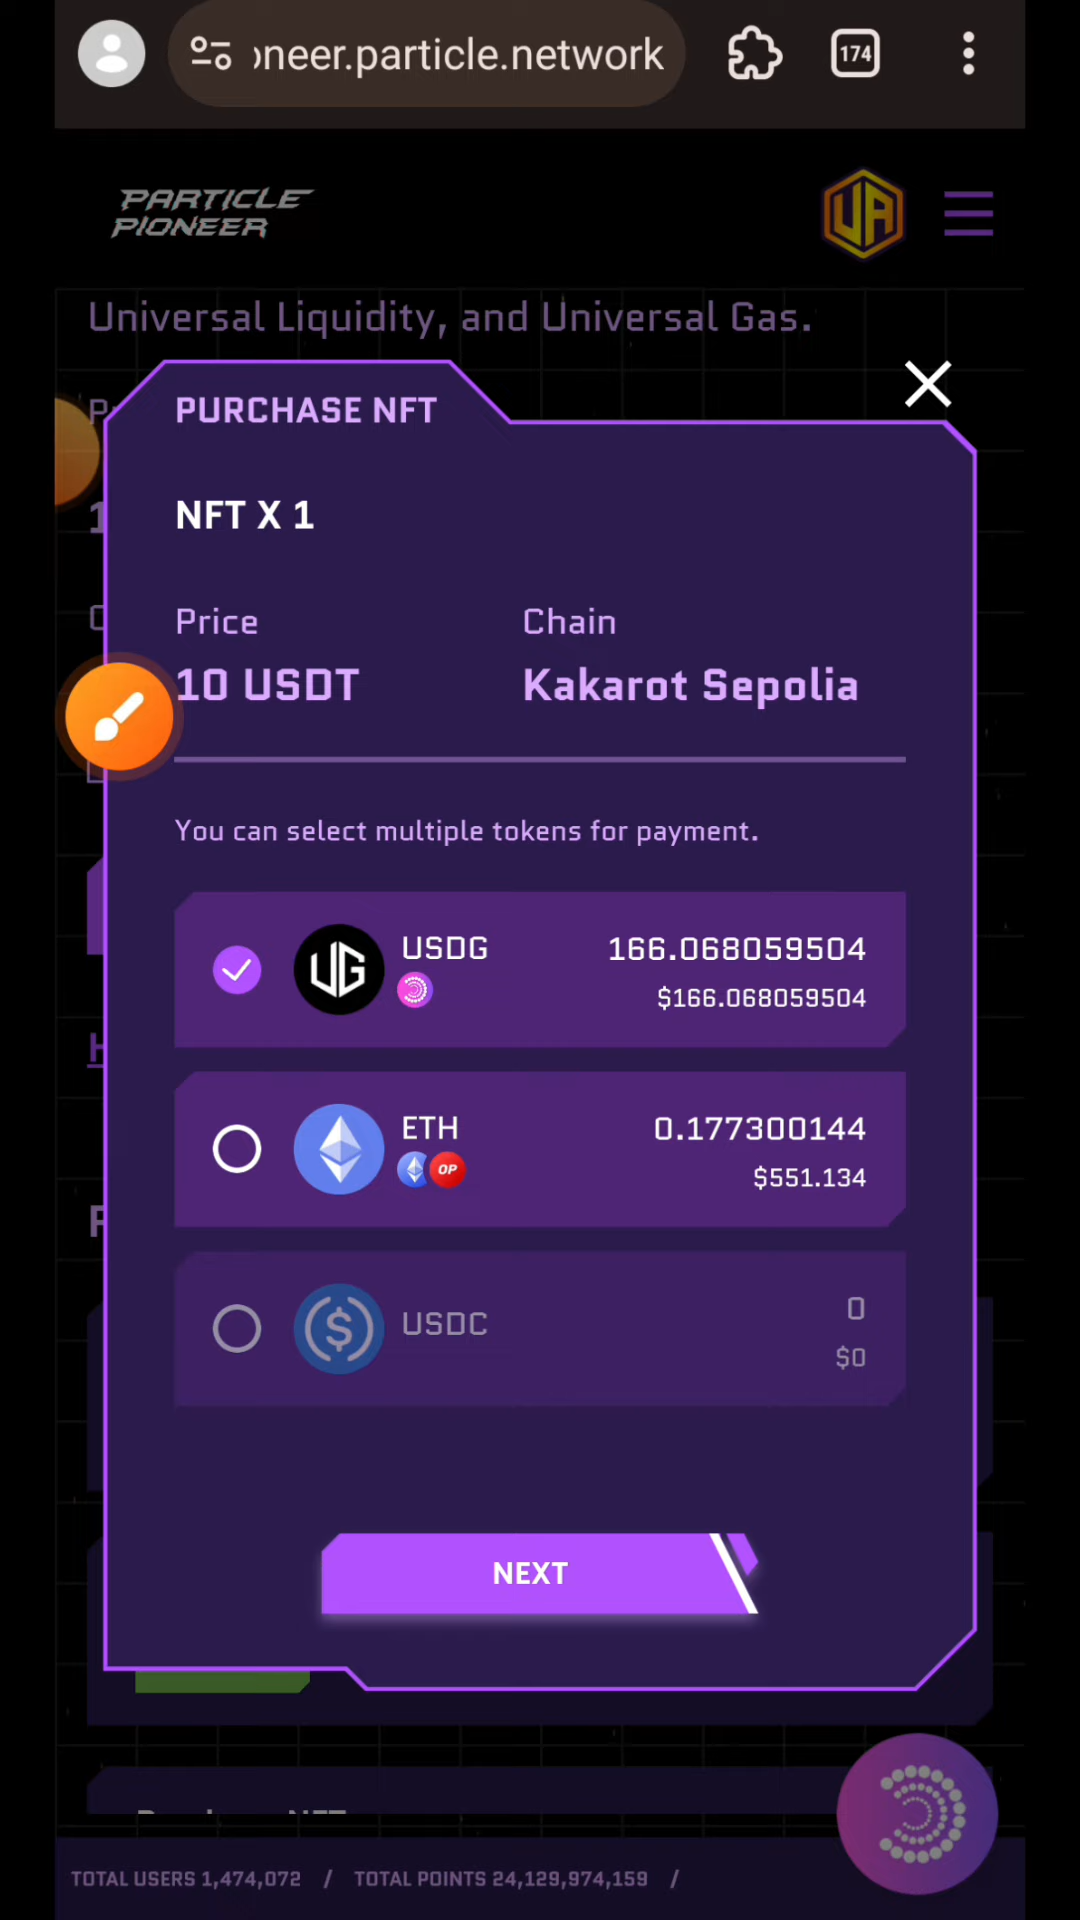 oneer.particle.network
174
PARTICLE
PIONEER
UA
Universal Liquidity, and Universal Gas.
PURCHASE NFT
NFT X 1
Price
Chain
10 USDT
Kakarot Sepolia
You can select multiple tokens for payment.
USDG
166.068059504
$166.068059504
ETH
0.177300144
OP
$551.134
USDC
0
$0
NEXT
TOTAL USERS 1,474,072 / TOTAL POINTS 24,129,974,159 /